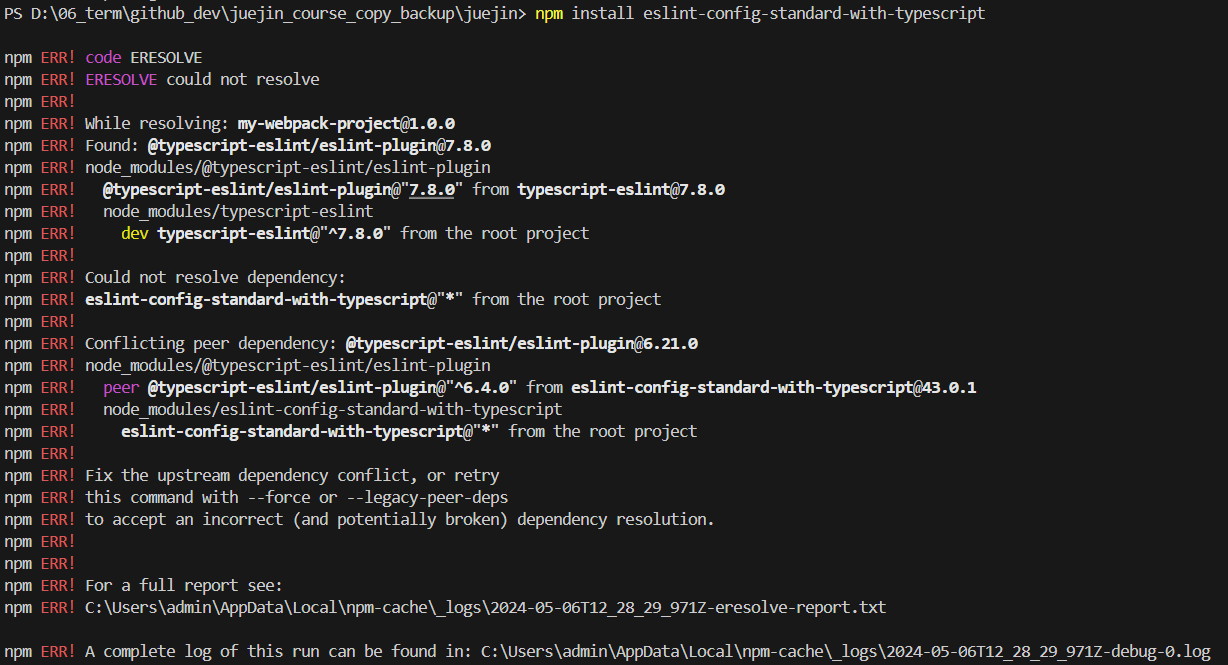 PS D:\06_term\github_dev\juejin_course_copy_backup\juejin> npm install eslint-config-standard-with-typescript
npm ERR! code ERESOLVE
npm ERR! ERESOLVE could not resolve
npm ERR!
npm ERR! While resolving: my-webpack-project@1.0.0
npm ERR! Found: @typescript-eslint/eslint-plugin@7.8.0
npm ERR! node_modules/@typescript-eslint/eslint-plugin
npm ERR!   @typescript-eslint/eslint-plugin@"7.8.0" from typescript-eslint@7.8.0
npm ERR!   node_modules/typescript-eslint
npm ERR!     dev typescript-eslint@"^7.8.0" from the root project
npm ERR!
npm ERR! Could not resolve dependency:
npm ERR! eslint-config-standard-with-typescript@"*" from the root project
npm ERR!
npm ERR! Conflicting peer dependency: @typescript-eslint/eslint-plugin@6.21.0
npm ERR! node_modules/@typescript-eslint/eslint-plugin
npm ERR!   peer @typescript-eslint/eslint-plugin@"^6.4.0" from eslint-config-standard-with-typescript@43.0.1
npm ERR!   node_modules/eslint-config-standard-with-typescript
npm ERR!     eslint-config-standard-with-typescript@"*" from the root project
npm ERR!
npm ERR! Fix the upstream dependency conflict, or retry
npm ERR! this command with --force or --legacy-peer-deps
npm ERR! to accept an incorrect (and potentially broken) dependency resolution.
npm ERR!
npm ERR!
npm ERR! For a full report see:
npm ERR! C:\Users\admin\AppData\Local\npm-cache\_logs\2024-05-06T12_28_29_971Z-eresolve-report.txt
npm ERR! A complete log of this run can be found in: C:\Users\admin\AppData\Local\npm-cache\_logs\2024-05-06T12_28_29_971Z-debug-0.log